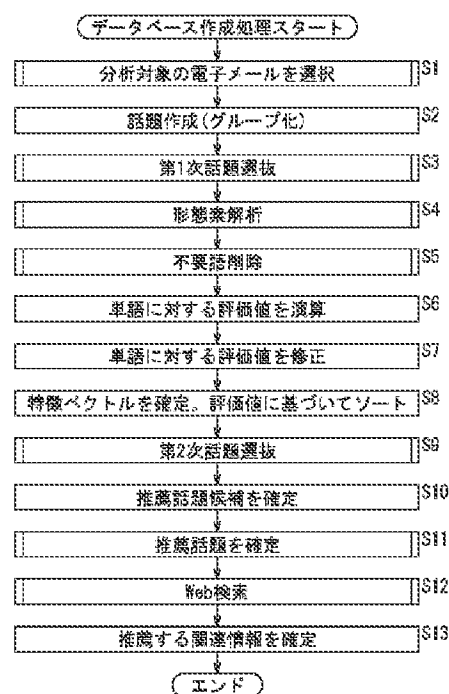 データベース作成処理スタート
分析対象の電子メールを選択 S1
話題作成(グループ化) S2
第1次話題選抜 S3
形態素解析 S4
不要語削除 S5
単語に対する評価値を演算 S6
単語に対する評価値を修正 S7
特徴ベクトルを確定。評価値に基づいてソート S8
第2次話題選抜 S9
推薦話題候補を確定 S10
推薦話題を確定 S11
Web検索 S12
推薦する関連情報を確定 S13
エンド